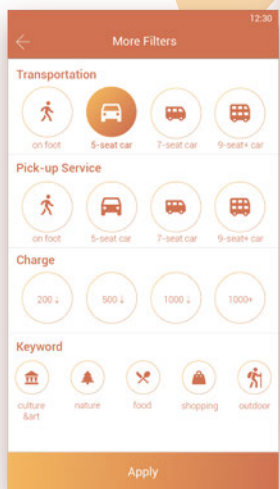 12:30
More Filters
Transportation
on foot 5-seat car 7-seat car 9-seat+ car
Pick-up Service
on foot 5-seat car 7-seat car 9-seat+ car
Charge
200 ↓ 500 ↓ 1000 ↓ 1000+
Keyword
culture nature food shopping outdoor
&art
Apply